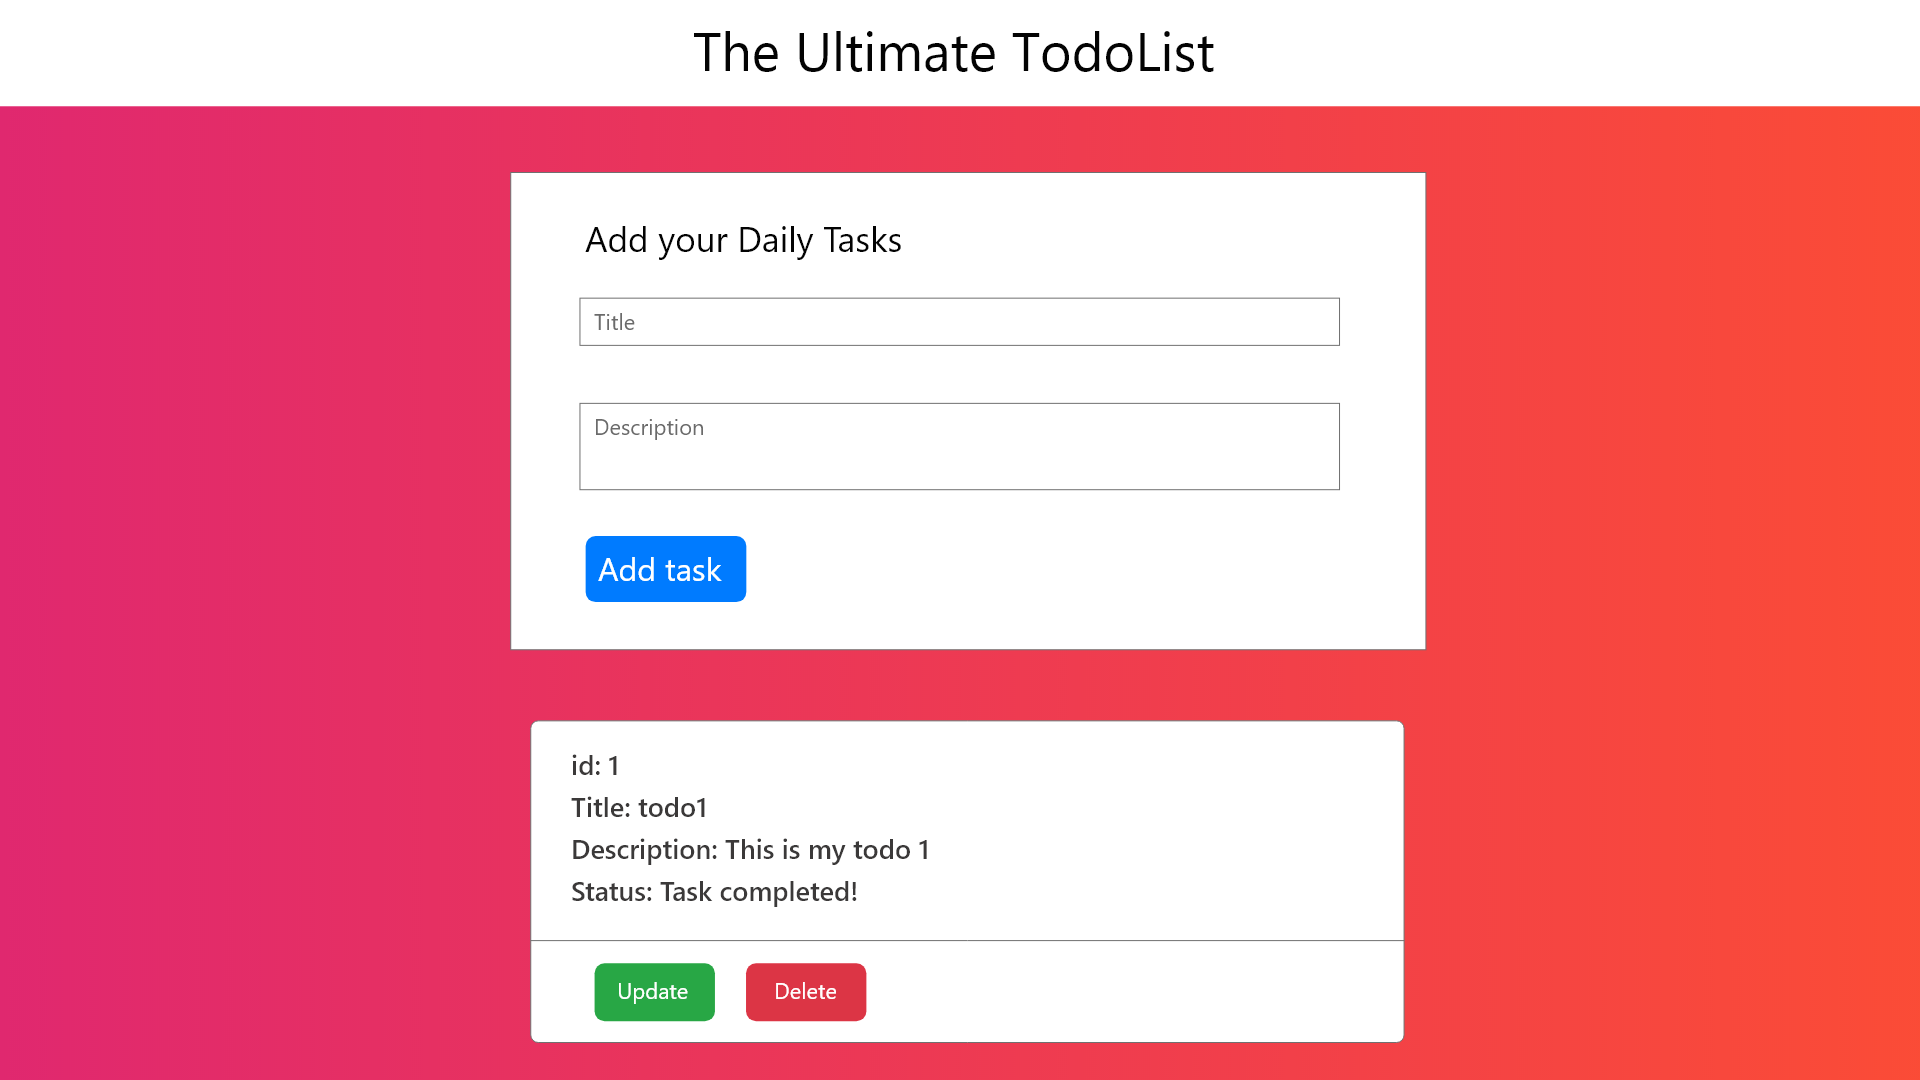 The Ultimate TodoList
Add your Daily Tasks
Title
Description
Add task
id: 1
Title: todo1
Description: This is my todo 1
Status: Task completed!
Update
Delete